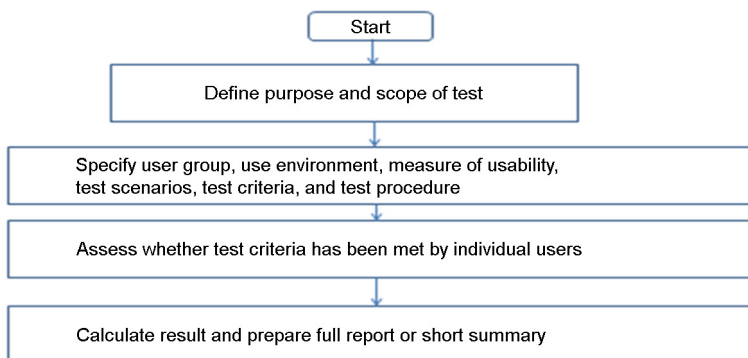 Start
Define purpose and scope of test
Specify user group, use environment, measure of usability,
test scenarios, test criteria, and test procedure
Assess whether test criteria has been met by individual users
Calculate result and prepare full report or short summary